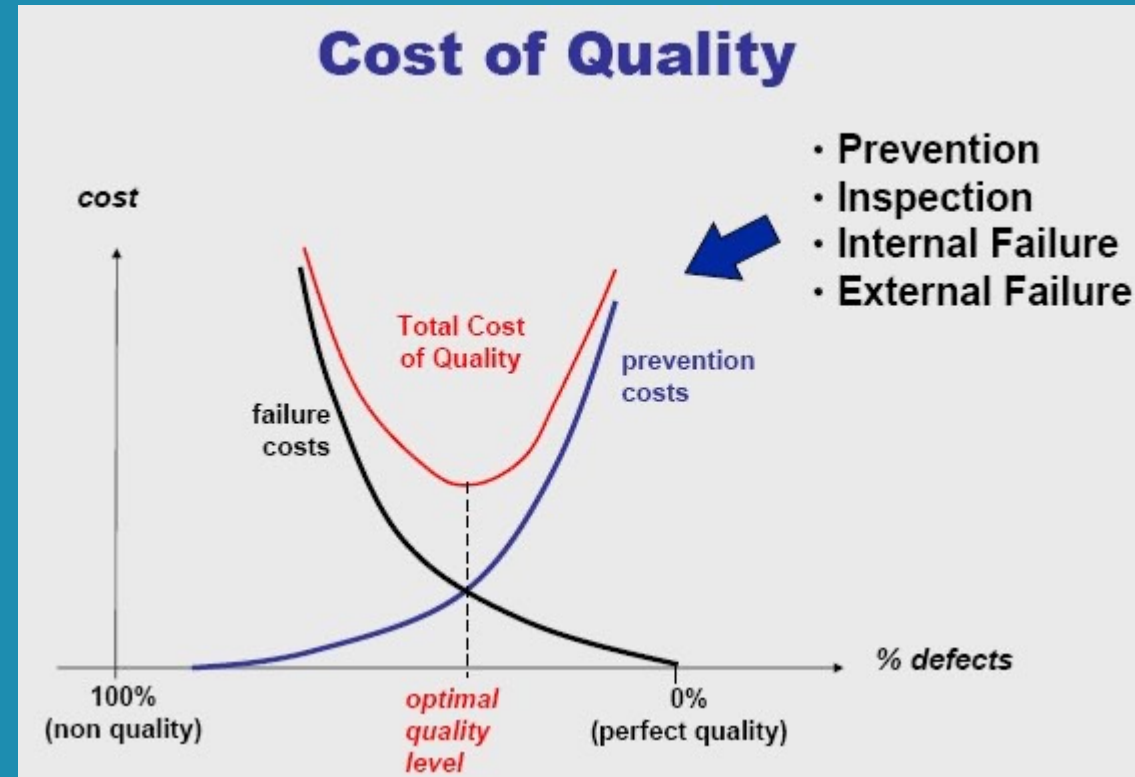 Cost of Quality
· Prevention
· Inspection
· Internal Failure
· External Failure
cost
Total Cost
of Quality
prevention
costs
failure
costs
% defects
100%
(non quality)
optimal
quality
level
0%
(perfect quality)